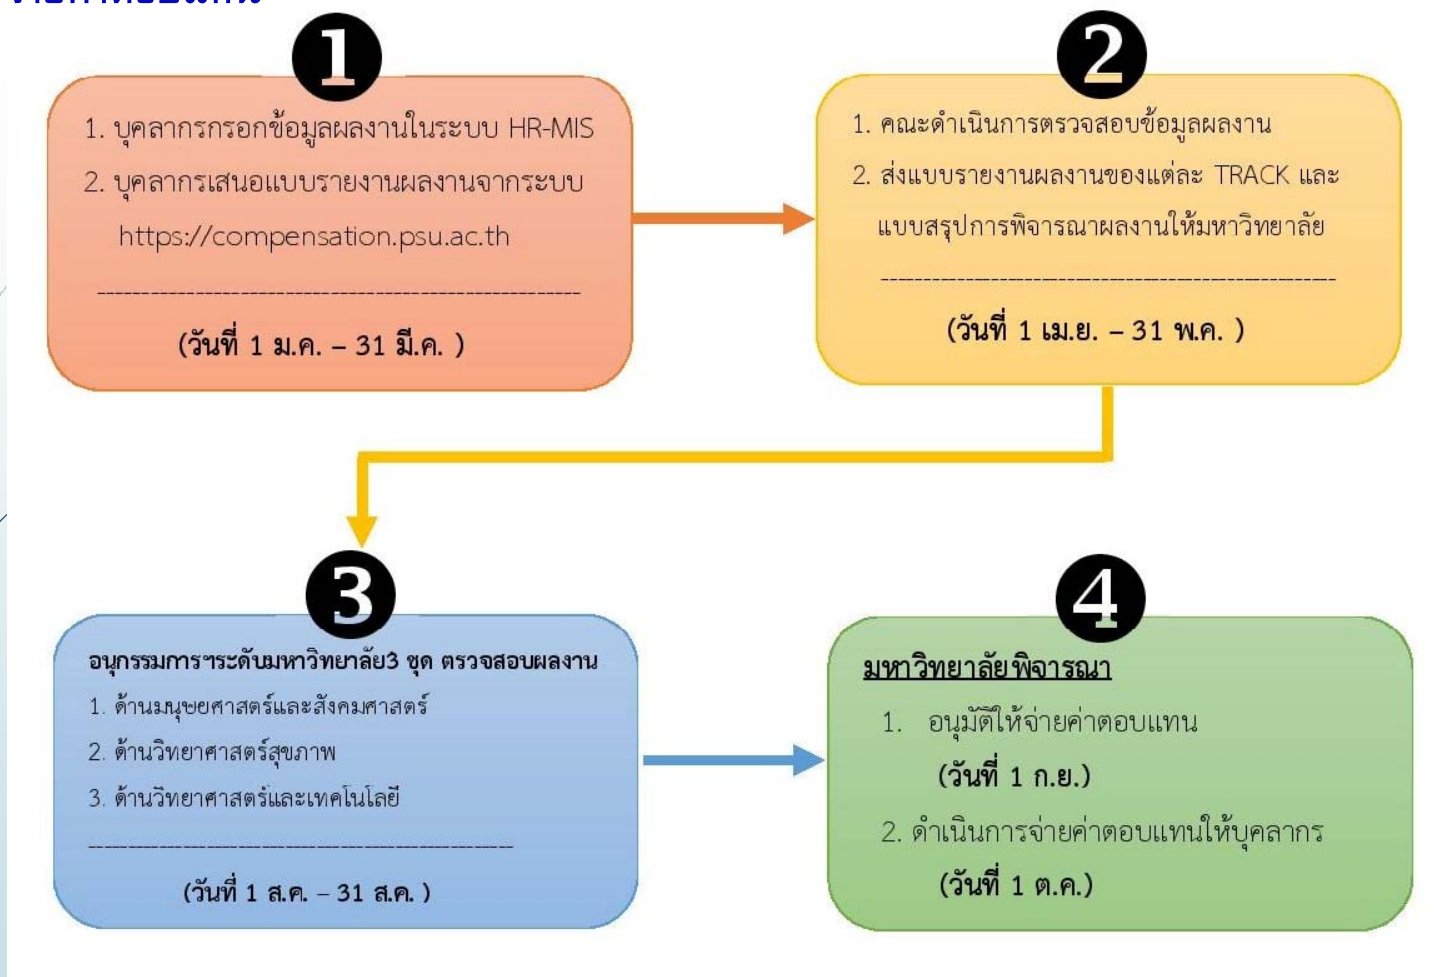 1
1. บุคลากรกรอกข้อมูลผลงานในระบบ HR-MIS
2. บุคลากรเสนอแบบรายงานผลงานจากระบบ
https://compensation.psu.ac.th
(วันที่ 1 ม.ค. – 31 มี.ค. )
2
1. คณะดำเนินการตรวจสอบข้อมูลผลงาน
2. ส่งแบบรายงานผลงานของแต่ละ TRACK และ
แบบสรุปการพิจารณาผลงานให้มหาวิทยาลัย
(วันที่ 1 เม.ย. – 31 พ.ค. )
3
อนุกรรมการฯระดับมหาวิทยาลัย3 ชุด ตรวจสอบผลงาน
1. ด้านมนุษยศาสตร์และสังคมศาสตร์
2. ด้านวิทยาศาสตร์สุขภาพ
3. ด้านวิทยาศาสตร์และเทคโนโลยี
(วันที่ 1 ส.ค. – 31 ส.ค. )
4
มหาวิทยาลัยพิจารณา
1. อนุมัติให้จ่ายค่าตอบแทน
(วันที่ 1 ก.ย.)
2. ดำเนินการจ่ายค่าตอบแทนให้บุคลากร
(วันที่ 1 ต.ค.)